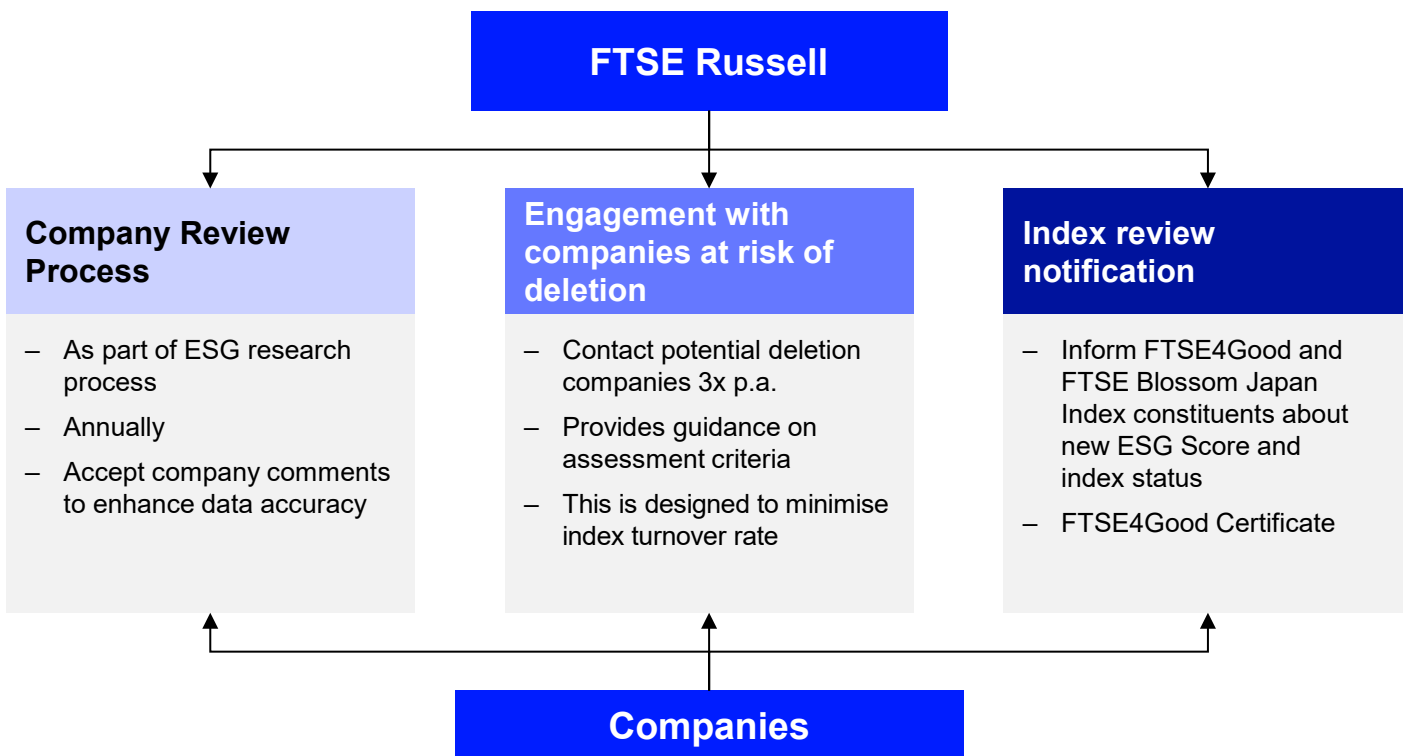 FTSE Russell
Company Review
Process
– As part of ESG research
process
– Annually
– Accept company comments
to enhance data accuracy
Engagement with
companies at risk of
deletion
– Contact potential deletion
companies 3x p.a.
– Provides guidance on
assessment criteria
– This is designed to minimise
index turnover rate
Index review
notification
– Inform FTSE4Good and
FTSE Blossom Japan
Index constituents about
new ESG Score and
index status
– FTSE4Good Certificate
Companies